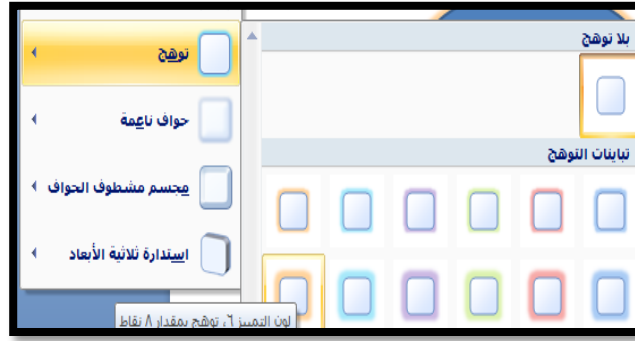 توهج
حواف ناعمة
مجسم مشطوف الحواف
استدارة ثلاثية الأبعاد
بلا توهج
تباينات التوهج
لون التمييز ٦، توهج بمقدار ٨ نقاط